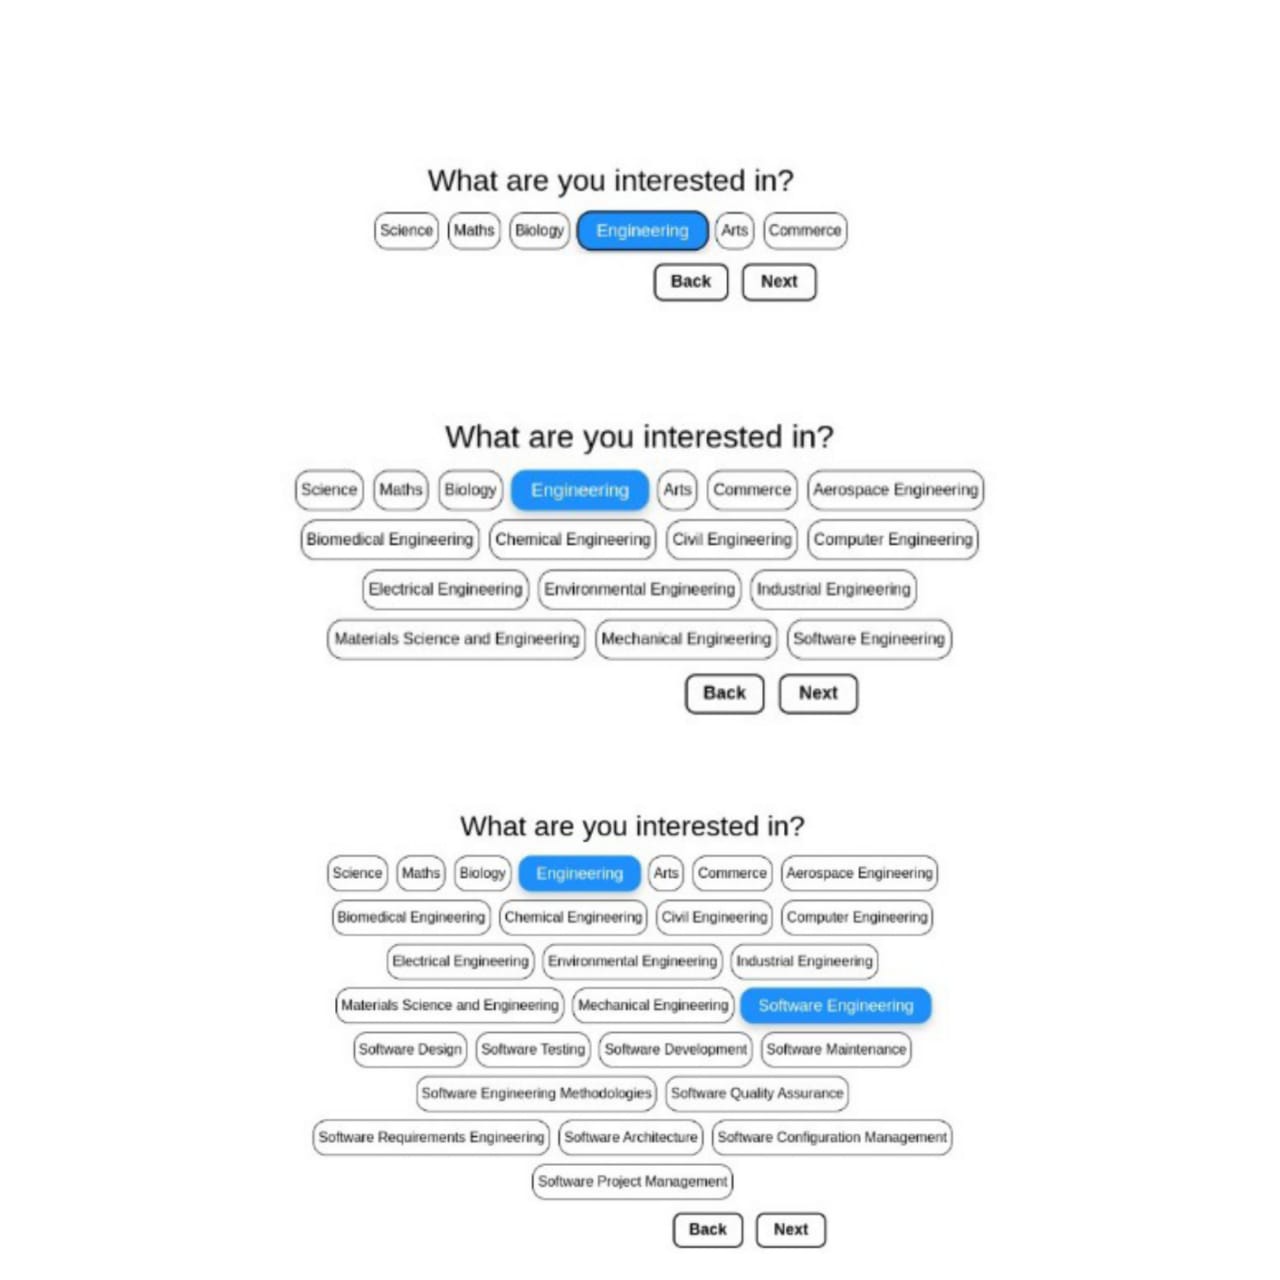 What are you interested in?
Science Maths Biology Engineering Arts Commerce
Back Next
What are you interested in?
Science Maths Biology Engineering Arts Commerce Aerospace Engineering
Biomedical Engineering Chemical Engineering Civil Engineering Computer Engineering
Electrical Engineering Environmental Engineering Industrial Engineering
Materials Science and Engineering Mechanical Engineering Software Engineering
Back Next
What are you interested in?
Science Maths Biology Engineering Arts Commerce Aerospace Engineering
Biomedical Engineering Chemical Engineering Civil Engineering Computer Engineering
Electrical Engineering Environmental Engineering Industrial Engineering
Materials Science and Engineering Mechanical Engineering Software Engineering
Software Design Software Testing Software Development Software Maintenance
Software Engineering Methodologies Software Quality Assurance
Software Requirements Engineering Software Architecture Software Configuration Management
Software Project Management
Back Next